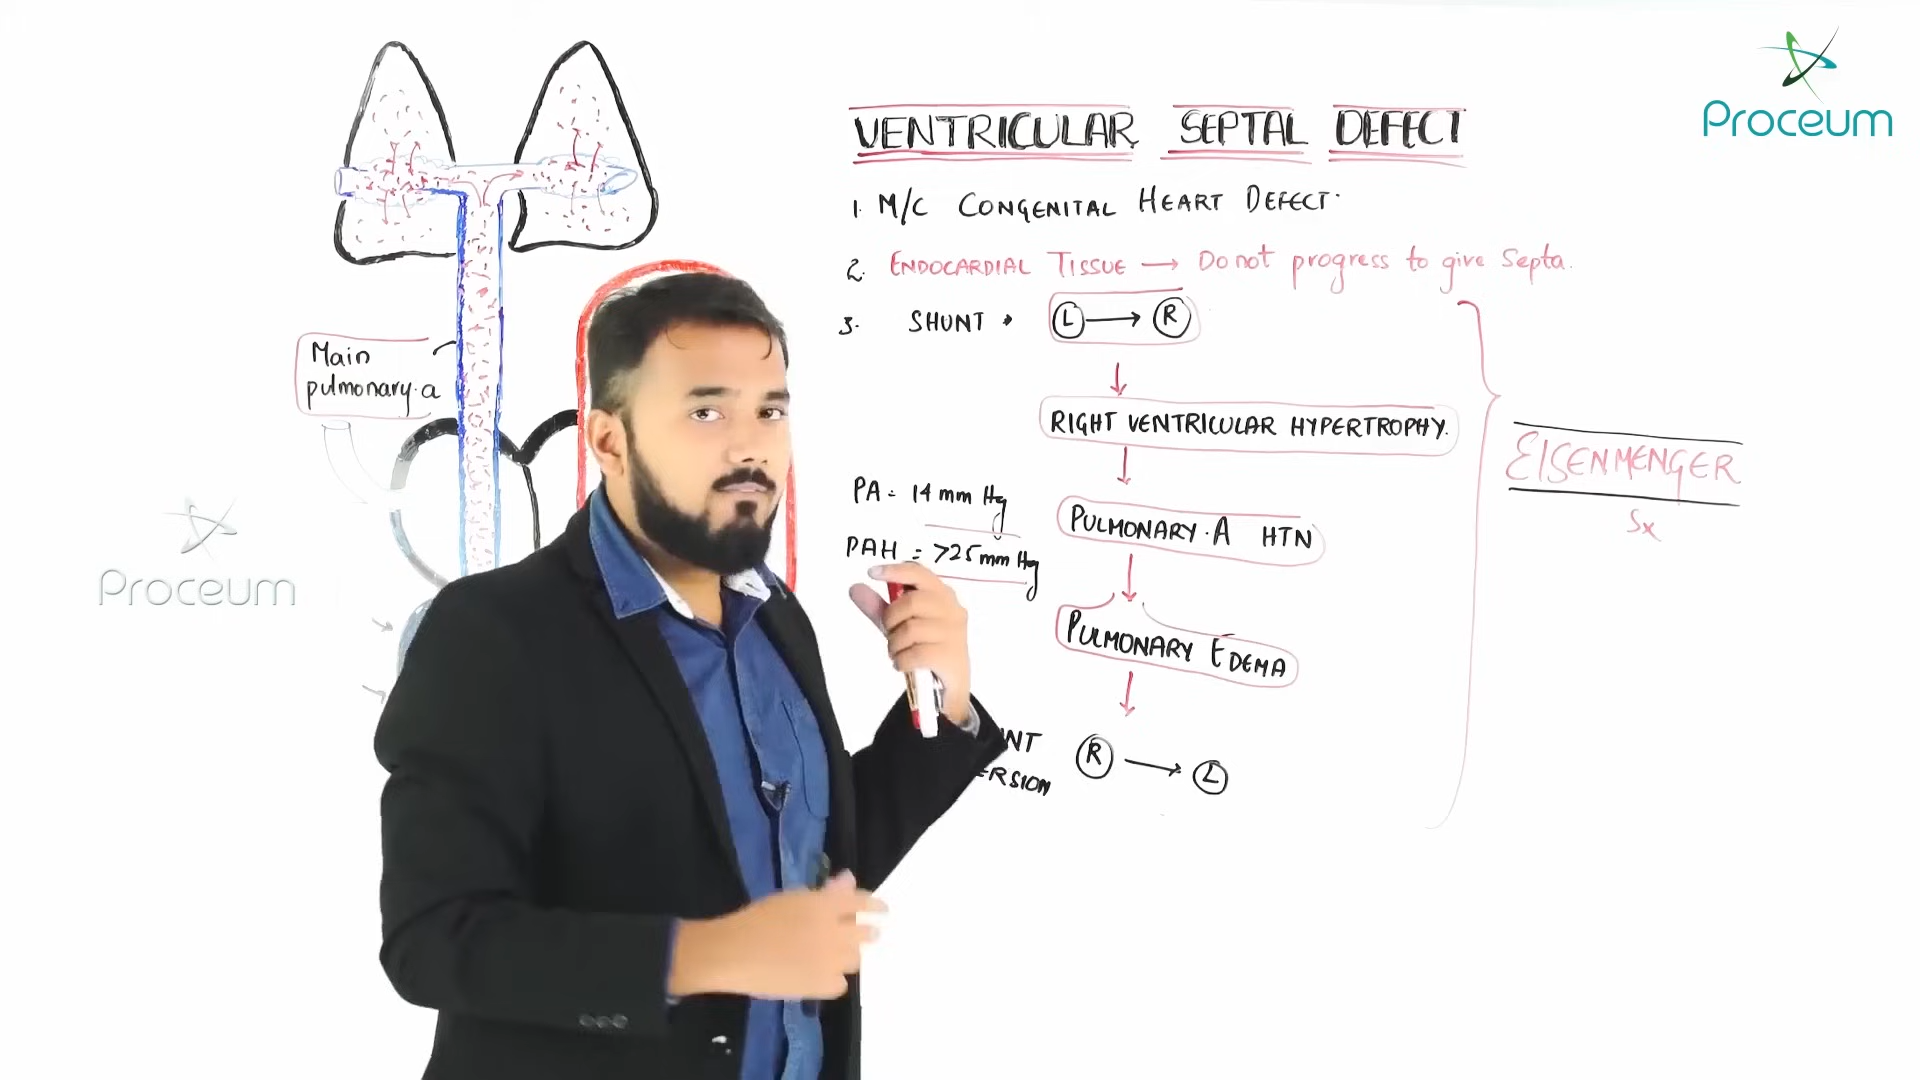 Proceum
VENTRICULAR SEPTAL DEFECT
1. M/C CONGENITAL HEART DEFECT.
2. ENDOCARDIAL TISSUE → Do not progress to give Septa.
3. SHUNT • L → R
RIGHT VENTRICULAR HYPERTROPHY.
PULMONARY.A HTN
PULMONARY EDEMA
R → L
PA = 14 mm Hg
PAH = >25 mm Hg
EISENMENGER
Sx
Main
pulmonary.a
Proceum